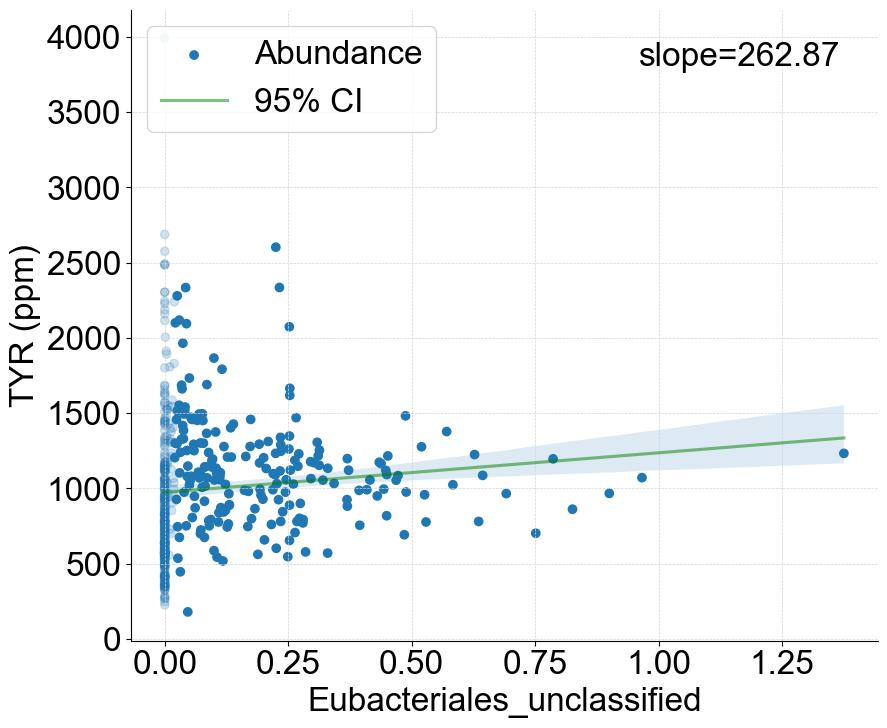 Abundance
95% CI
slope=262.87
TYR (ppm)
4000
3500
3000
2500
2000
1500
1000
500
0
0.00 0.25 0.50 0.75 1.00 1.25
Eubacteriales_unclassified